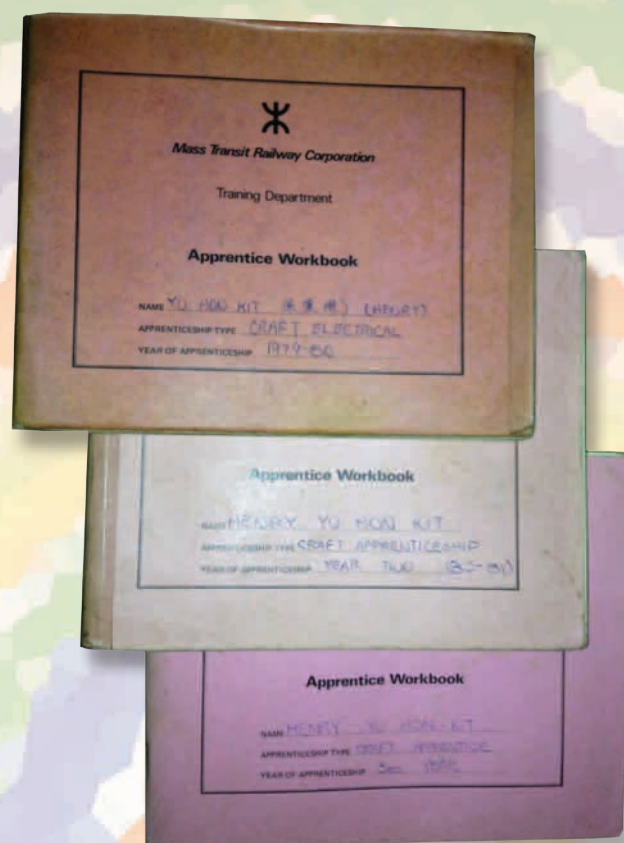 Mass Transit Railway Corporation
Training Department
Apprentice Workbook
NAME YU HON KIT (HENRY)
APPRENTICESHIP TYPE CRAFT ELECTRICAL
YEAR OF APPRENTICESHIP 1979-80
Apprentice Workbook
NAME HENRY YU HON KIT
APPRENTICESHIP TYPE CRAFT APPRENTICESHIP
YEAR OF APPRENTICESHIP YEAR TWO
Apprentice Workbook
NAME HENRY YU HON-KIT
APPRENTICESHIP TYPE CRAFT APPRENTICE
YEAR OF APPRENTICESHIP YEAR